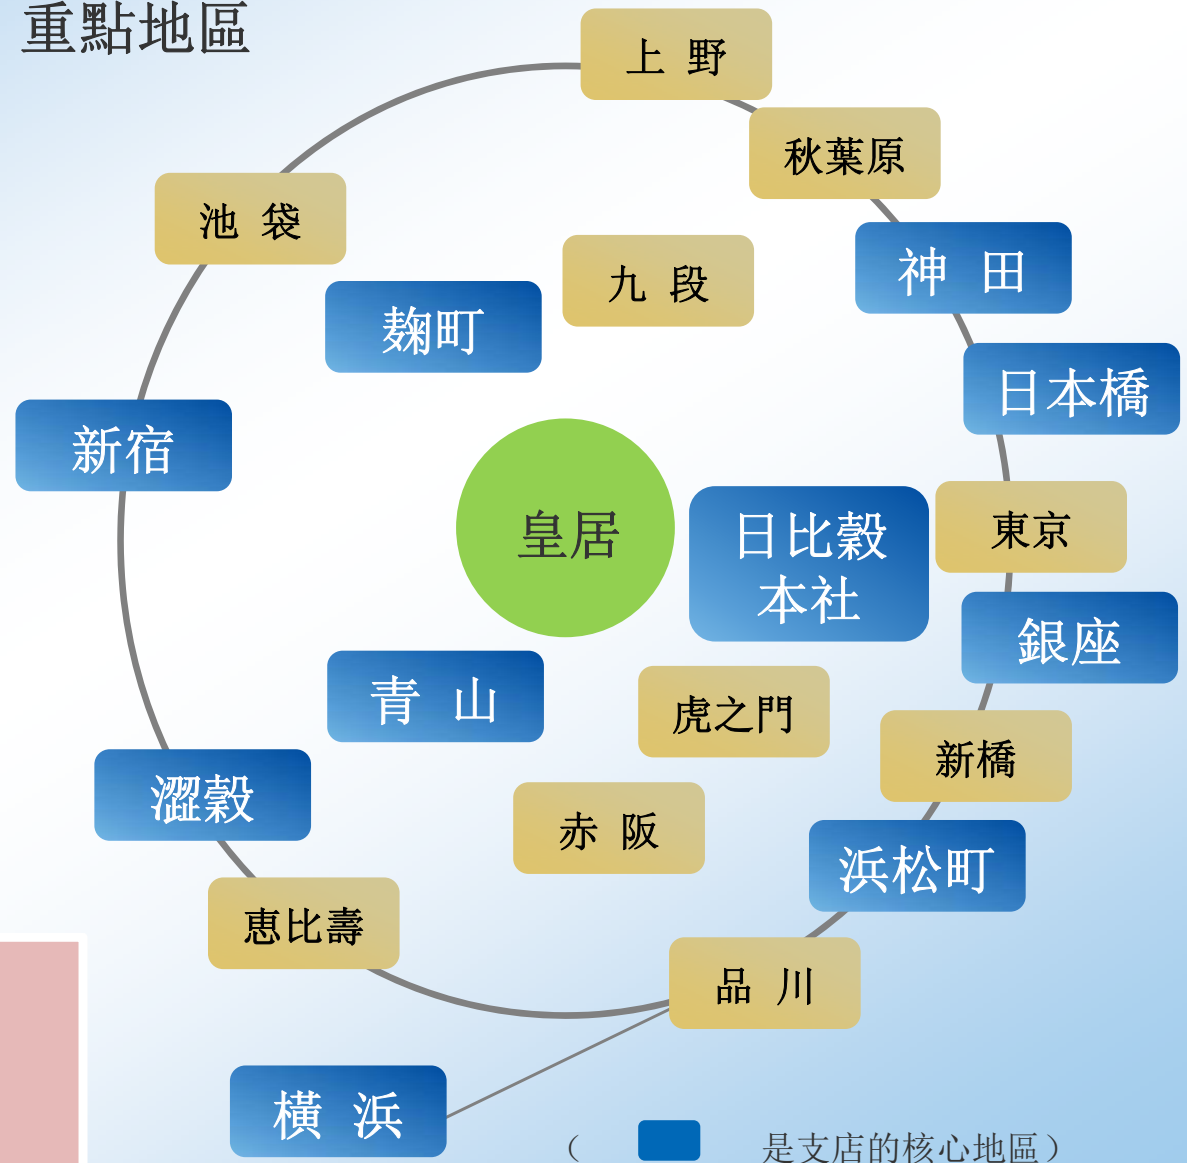 重點地區
上 野
秋葉原
池 袋
九 段
神 田
麹町
日本橋
新宿
皇居
日比穀
本社
東京
銀座
青 山
虎之門
新橋
澀穀
赤 阪
浜松町
恵比壽
品 川
橫 浜
( 是支店的核心地區)